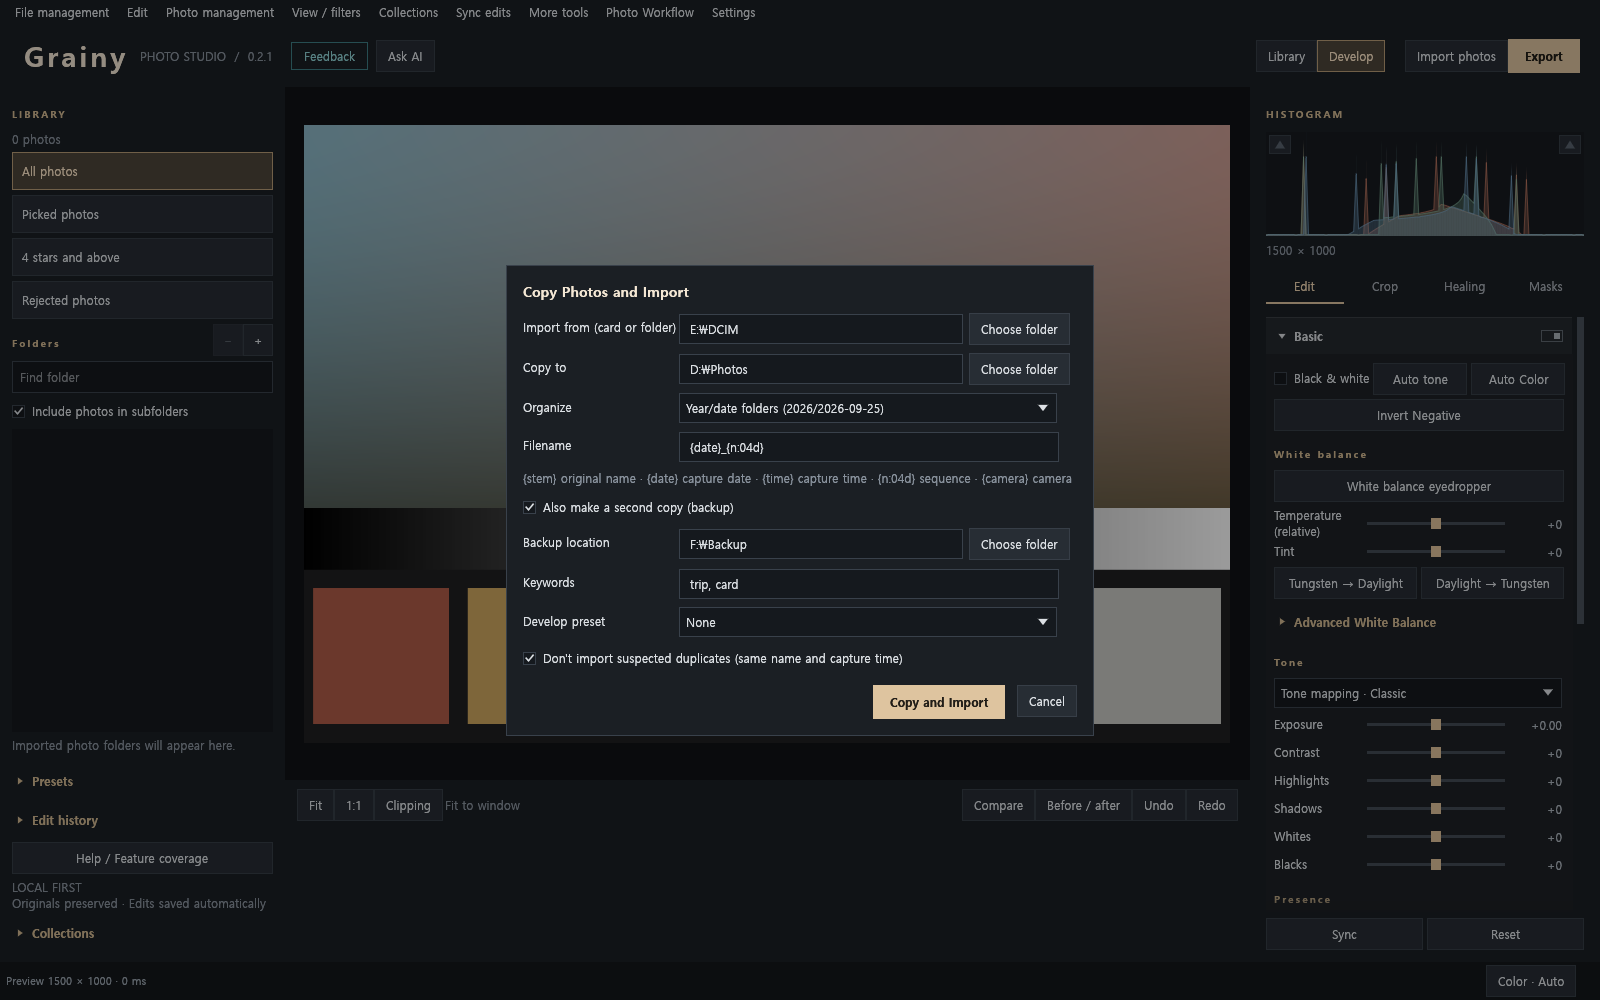 File management Edit Photo management View / filters Collections Sync edits More tools Photo Workflow Settings
Grainy PHOTO STUDIO / 0.2.1 Feedback Ask AI Library Develop Import photos Export
LIBRARY
0 photos
All photos
Picked photos
4 stars and above
Rejected photos
Folders − +
Find folder
Include photos in subfolders
Imported photo folders will appear here.
Presets
Edit history
Help / Feature coverage
LOCAL FIRST
Originals preserved · Edits saved automatically
Collections
Copy Photos and Import
Import from (card or folder) E:₩DCIM Choose folder
Copy to D:₩Photos Choose folder
Organize Year/date folders (2026/2026-09-25)
Filename {date}_{n:04d}
{stem} original name · {date} capture date · {time} capture time · {n:04d} sequence · {camera} camera
Also make a second copy (backup)
Backup location F:₩Backup Choose folder
Keywords trip, card
Develop preset None
Don't import suspected duplicates (same name and capture time)
Copy and Import Cancel
Fit 1:1 Clipping Fit to window Compare Before / after Undo Redo
HISTOGRAM
1500 × 1000
Edit Crop Healing Masks
Basic
Black & white Auto tone Auto Color
Invert Negative
White balance
White balance eyedropper
Temperature (relative) +0
Tint +0
Tungsten → Daylight Daylight → Tungsten
Advanced White Balance
Tone
Tone mapping · Classic
Exposure +0.00
Contrast +0
Highlights +0
Shadows +0
Whites +0
Blacks +0
Presence
Sync Reset
Preview 1500 × 1000 · 0 ms Color · Auto